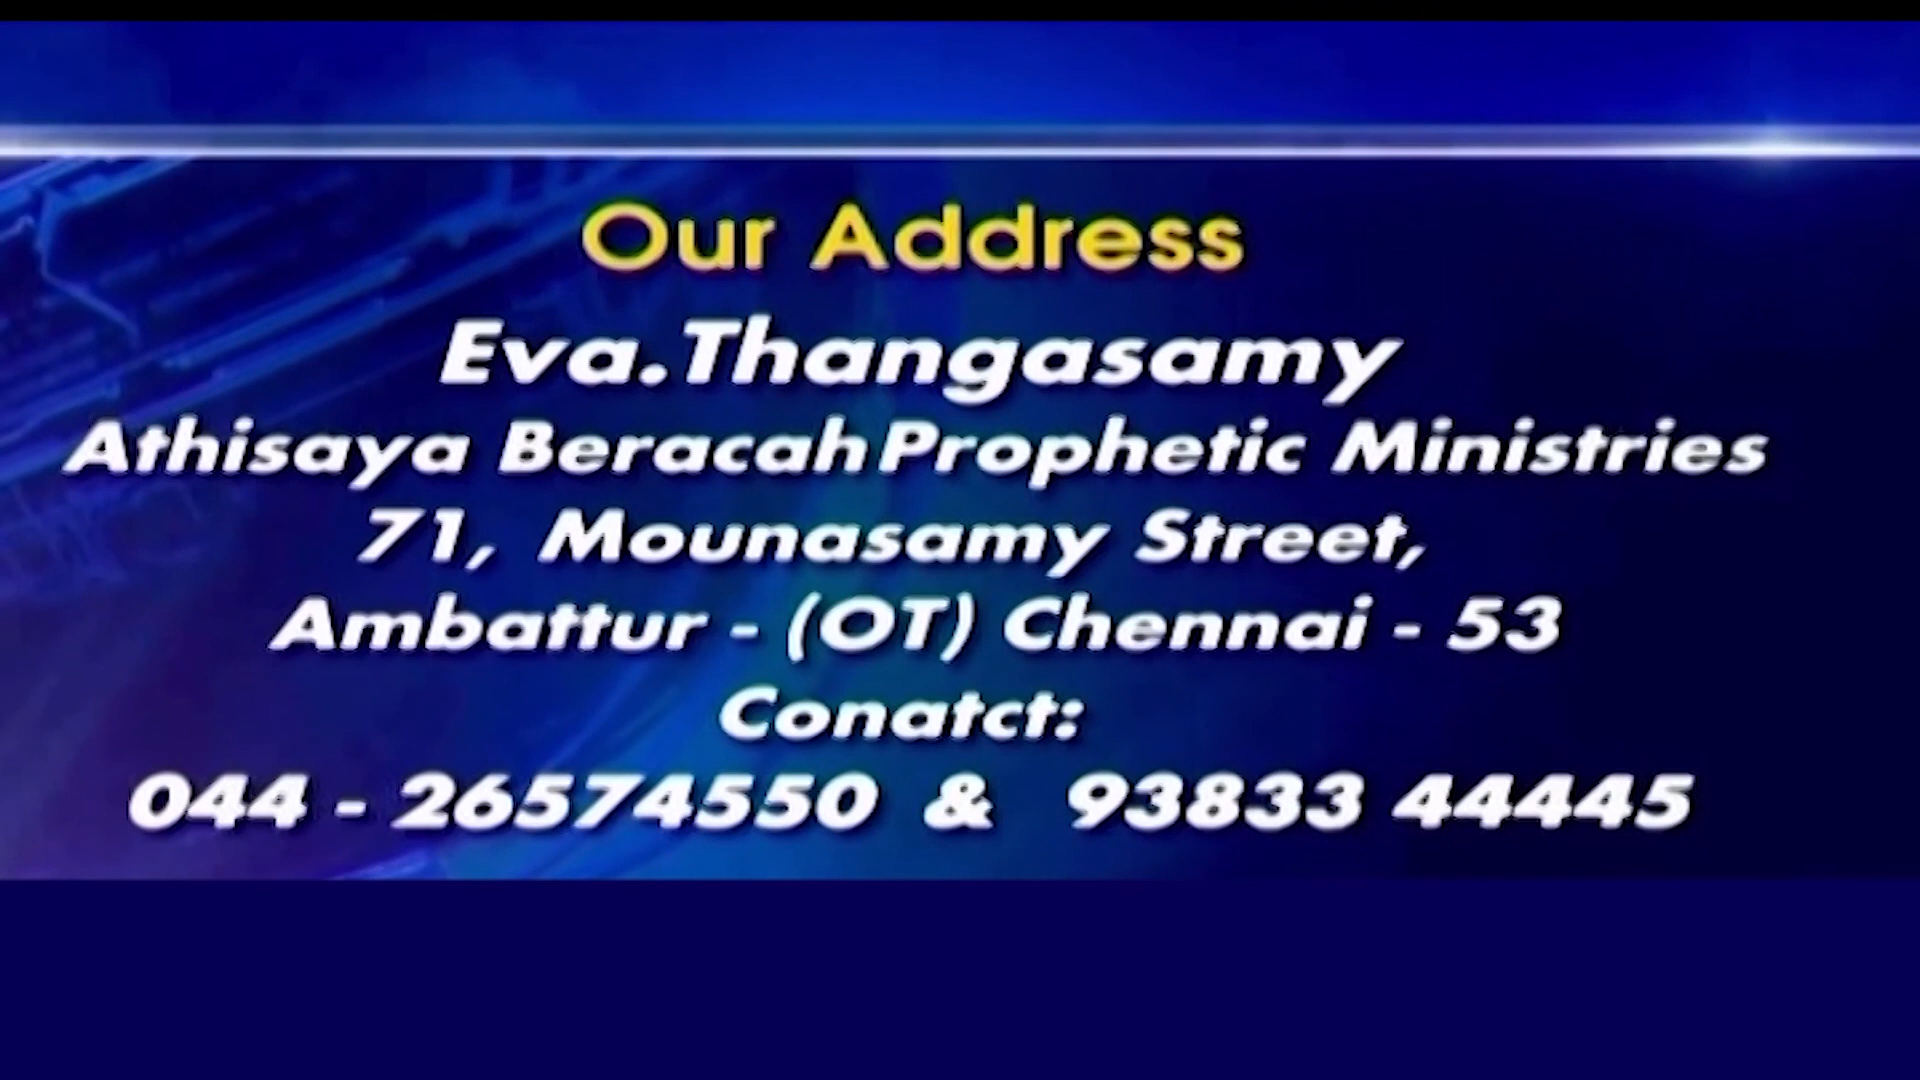 Our Address
Eva.Thangasamy
Athisaya Beracah Prophetic Ministries
71, Mounasamy Street,
Ambattur - (OT) Chennai - 53
Conatct:
044 - 26574550 & 93833 44445